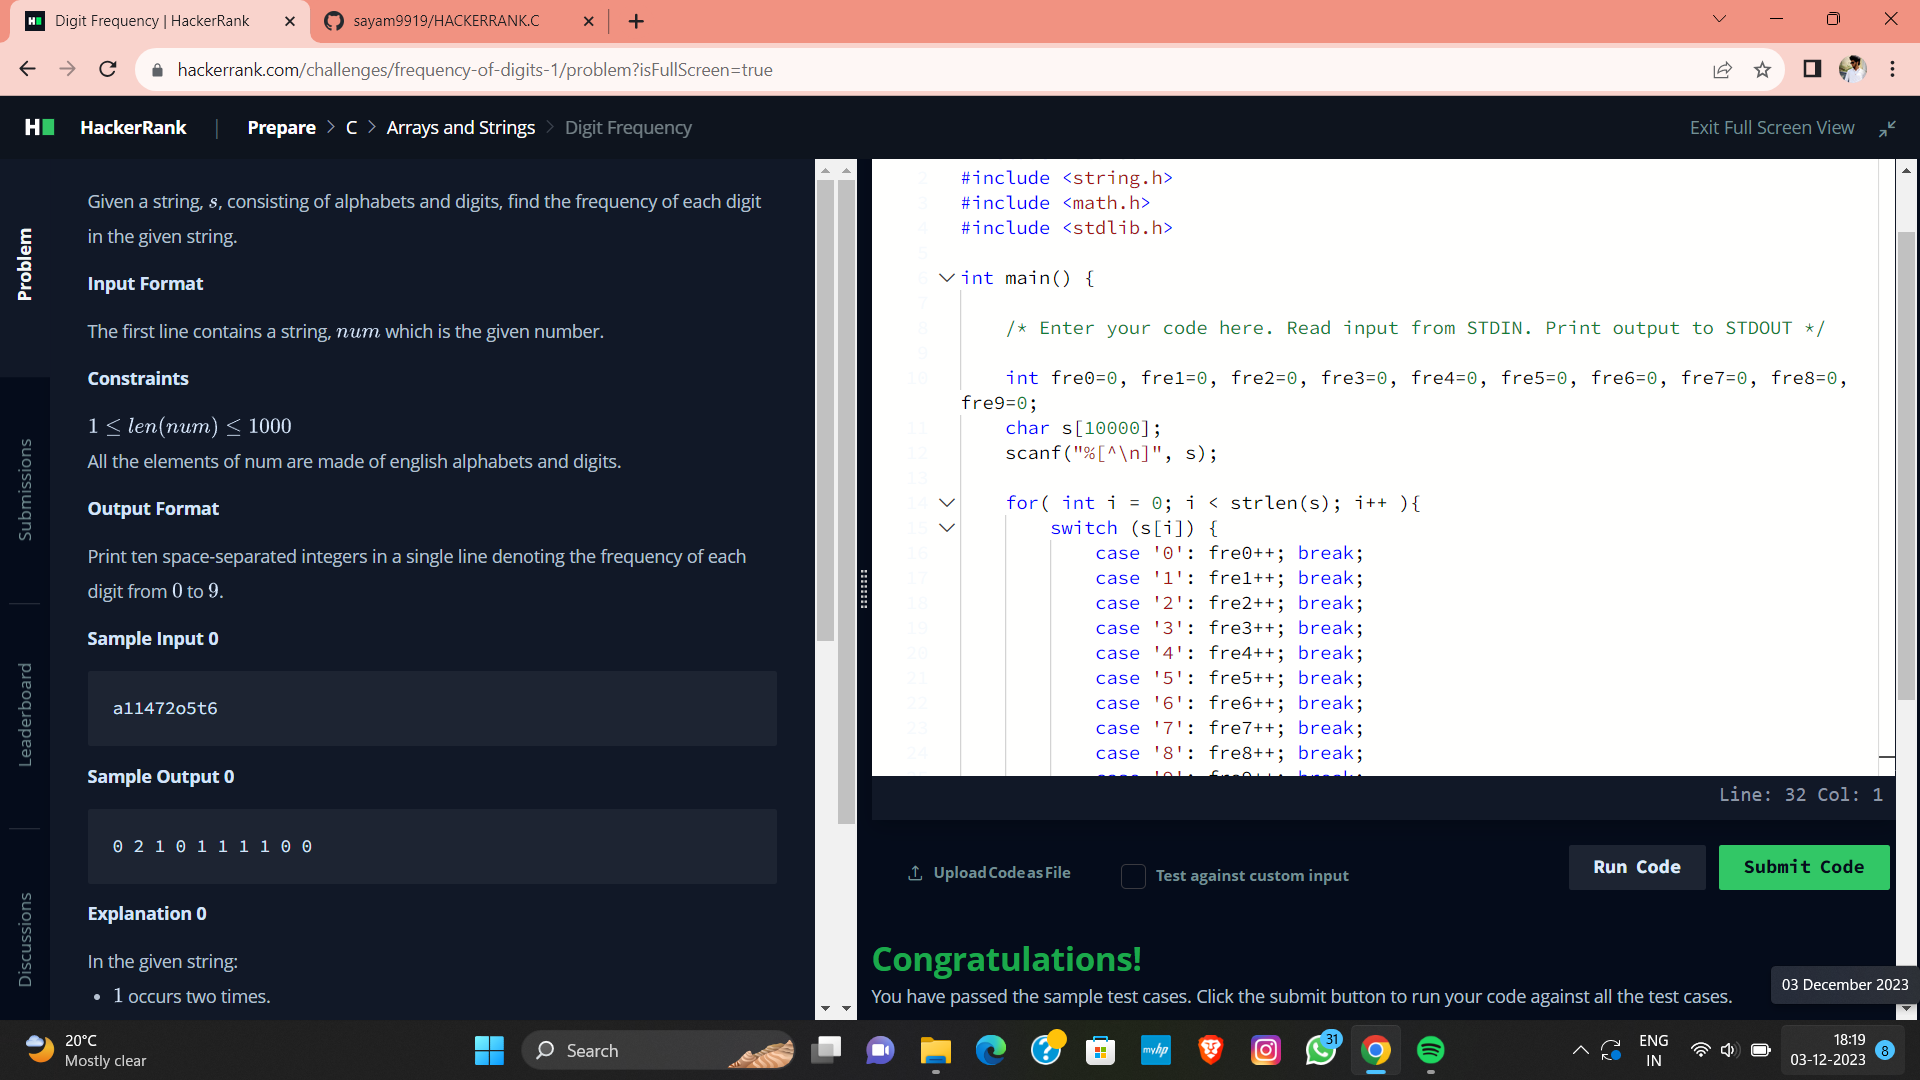 Digit Frequency | HackerRank
sayam9919/HACKERRANK.C
hackerrank.com/challenges/frequency-of-digits-1/problem?isFullScreen=true
HackerRank | Prepare > C > Arrays and Strings > Digit Frequency
Exit Full Screen View
Problem
Submissions
Leaderboard
Discussions
Given a string, s, consisting of alphabets and digits, find the frequency of each digit
in the given string.
Input Format
The first line contains a string, num which is the given number.
Constraints
1 ≤ len(num) ≤ 1000
All the elements of num are made of english alphabets and digits.
Output Format
Print ten space-separated integers in a single line denoting the frequency of each
digit from 0 to 9.
Sample Input 0
a11472o5t6
Sample Output 0
0 2 1 0 1 1 1 1 0 0
Explanation 0
In the given string:
• 1 occurs two times.
2 #include <string.h>
3 #include <math.h>
4 #include <stdlib.h>
5
6 int main() {
7
8 /* Enter your code here. Read input from STDIN. Print output to STDOUT */
9
10 int fre0=0, fre1=0, fre2=0, fre3=0, fre4=0, fre5=0, fre6=0, fre7=0, fre8=0,
fre9=0;
11 char s[10000];
12 scanf("%[^\n]", s);
13
14 for( int i = 0; i < strlen(s); i++ ){
15 switch (s[i]) {
16 case '0': fre0++; break;
17 case '1': fre1++; break;
18 case '2': fre2++; break;
19 case '3': fre3++; break;
20 case '4': fre4++; break;
21 case '5': fre5++; break;
22 case '6': fre6++; break;
23 case '7': fre7++; break;
24 case '8': fre8++; break;
Line: 32 Col: 1
Upload Code as File
Test against custom input
Run Code
Submit Code
Congratulations!
You have passed the sample test cases. Click the submit button to run your code against all the test cases.
03 December 2023
20°C
Mostly clear
Search
myhp
31
ENG
IN
18:19
03-12-2023
8